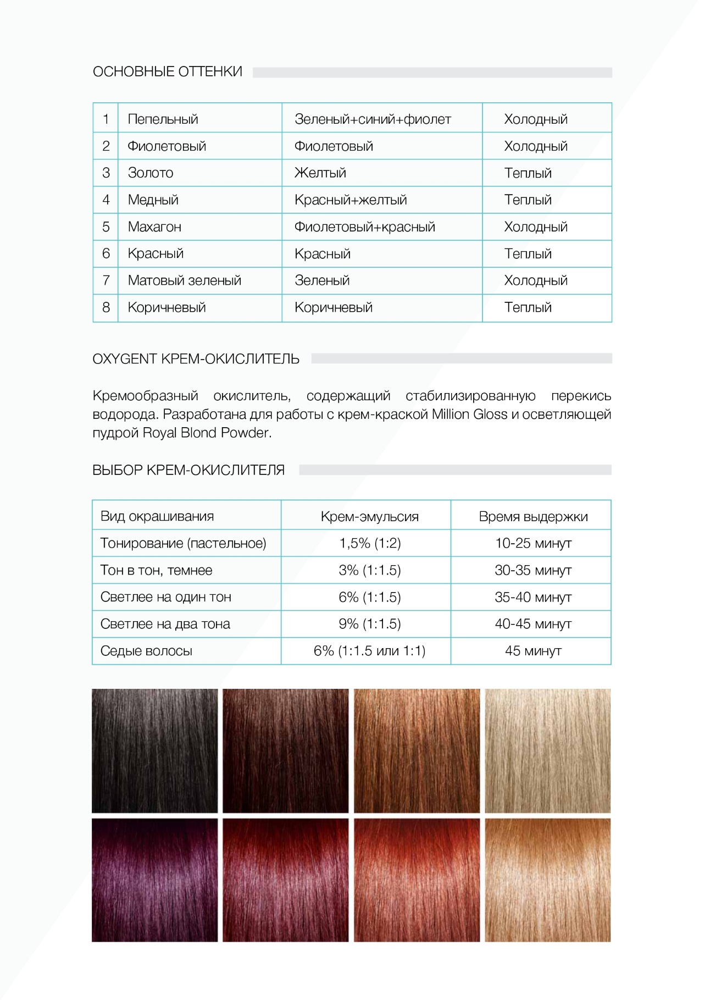 ОСНОВНЫЕ ОТТЕНКИ
1 Пепельный Зеленый+синий+фиолет Холодный
2 Фиолетовый Фиолетовый Холодный
3 Золото Желтый Теплый
4 Медный Красный+желтый Теплый
5 Махагон Фиолетовый+красный Холодный
6 Красный Красный Теплый
7 Матовый зеленый Зеленый Холодный
8 Коричневый Коричневый Теплый
OXYGENT КРЕМ-ОКИСЛИТЕЛЬ
Кремообразный окислитель, содержащий стабилизированную перекись
водорода. Разработана для работы с крем-краской Million Gloss и осветляющей
пудрой Royal Blond Powder.
ВЫБОР КРЕМ-ОКИСЛИТЕЛЯ
Вид окрашивания Крем-эмульсия Время выдержки
Тонирование (пастельное) 1,5% (1:2) 10-25 минут
Тон в тон, темнее 3% (1:1.5) 30-35 минут
Светлее на один тон 6% (1:1.5) 35-40 минут
Светлее на два тона 9% (1:1.5) 40-45 минут
Седые волосы 6% (1:1.5 или 1:1) 45 минут